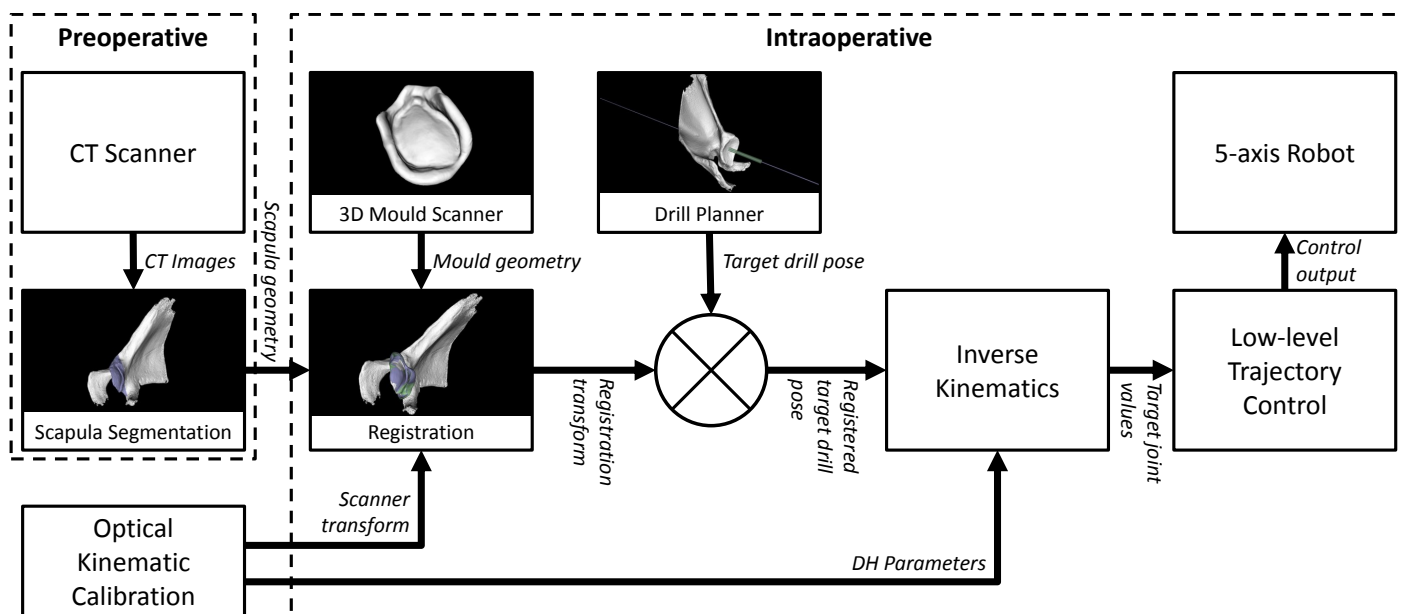 Preoperative
Intraoperative
CT Scanner
3D Mould Scanner
Drill Planner
5-axis Robot
CT Images
Scapula geometry
Mould geometry
Target drill pose
Control
output
Scapula Segmentation
Registration
Registration
transform
Registered
target drill
pose
Inverse
Kinematics
Target joint
values
Low-level
Trajectory
Control
Optical
Kinematic
Calibration
Scanner
transform
DH Parameters